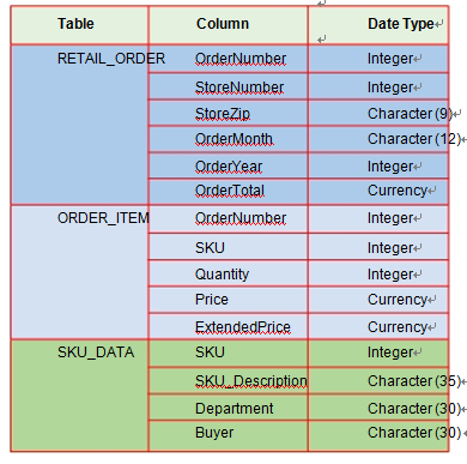 Table Column Date Type
RETAIL_ORDER OrderNumber Integer
StoreNumber Integer
StoreZip Character (9)
OrderMonth Character (12)
OrderYear Integer
OrderTotal Currency
ORDER_ITEM OrderNumber Integer
SKU Integer
Quantity Integer
Price Currency
ExtendedPrice Currency
SKU_DATA SKU Integer
SKU_Description Character (35)
Department Character (30)
Buyer Character (30)